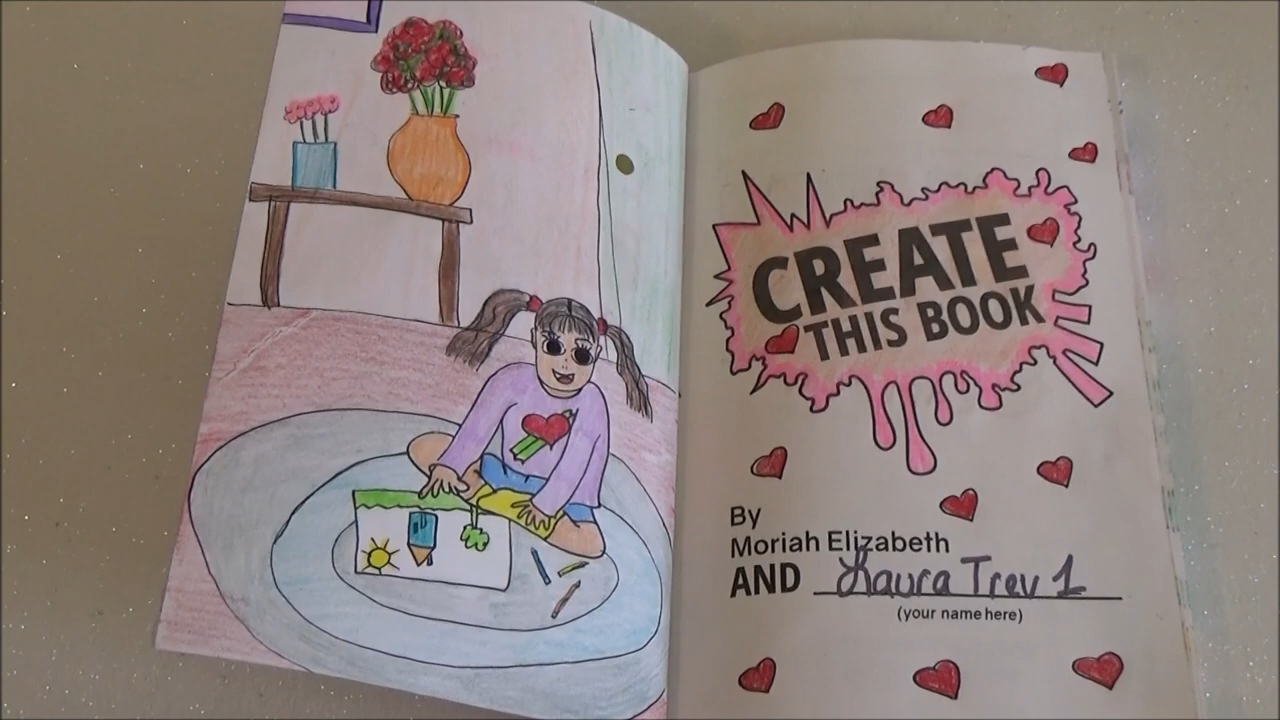 CREATE
THIS BOOK
By
Moriah Elizabeth
AND Laura Trev 1
(your name here)